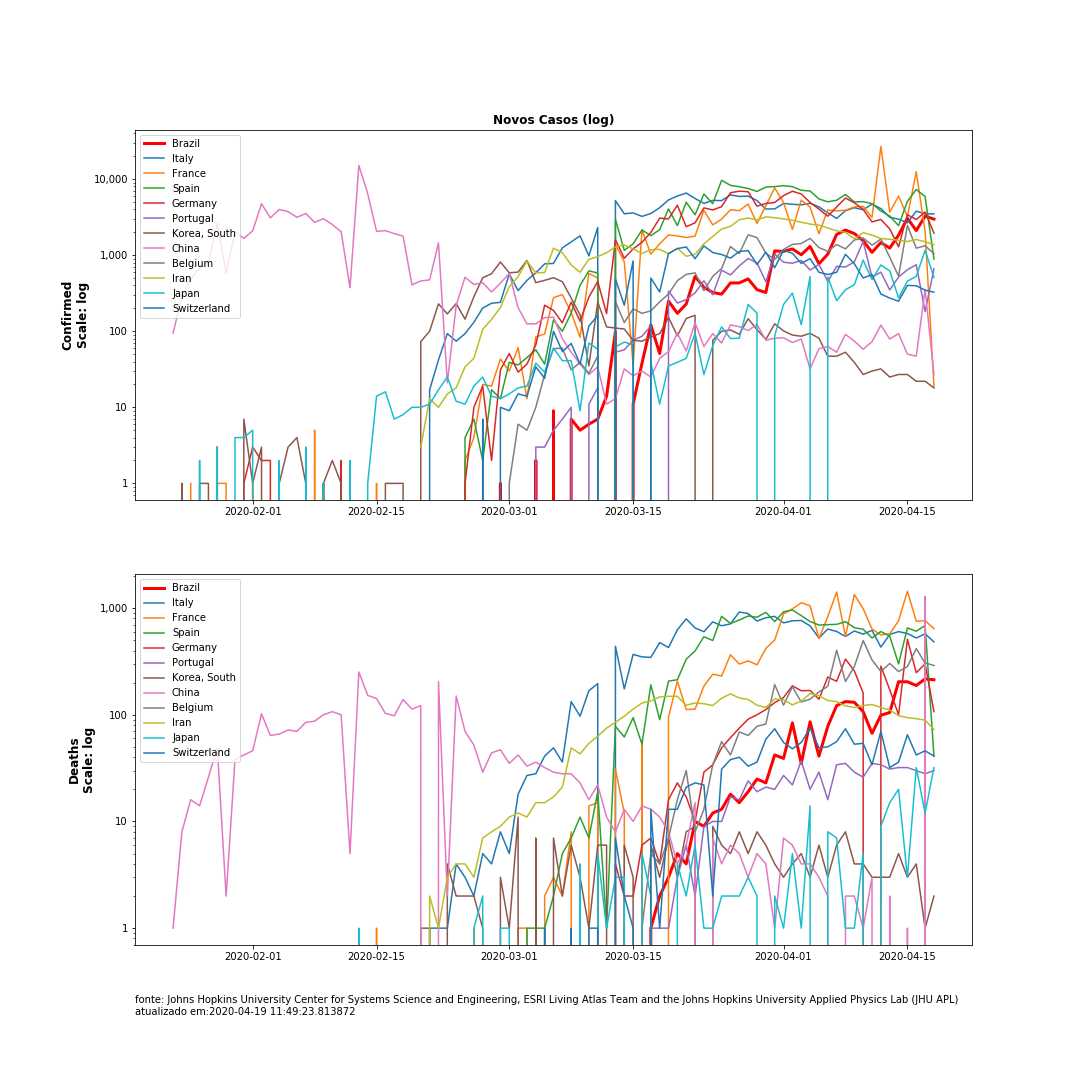 Novos Casos (log)
Confirmed
Scale: log
10,000
1,000
100
10
1
Brazil
Italy
France
Spain
Germany
Portugal
Korea, South
China
Belgium
Iran
Japan
Switzerland
2020-02-01 2020-02-15 2020-03-01 2020-03-15 2020-04-01 2020-04-15
Deaths
Scale: log
1,000
100
10
1
Brazil
Italy
France
Spain
Germany
Portugal
Korea, South
China
Belgium
Iran
Japan
Switzerland
2020-02-01 2020-02-15 2020-03-01 2020-03-15 2020-04-01 2020-04-15
fonte: Johns Hopkins University Center for Systems Science and Engineering, ESRI Living Atlas Team and the Johns Hopkins University Applied Physics Lab (JHU APL)
atualizado em:2020-04-19 11:49:23.813872